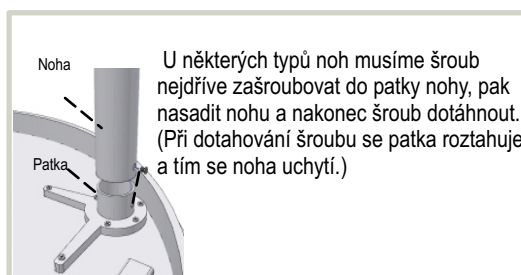 Noha
Patka
U některých typů noh musíme šroub
nejdříve zašroubovat do patky nohy, pak
nasadit nohu a nakonec šroub dotáhnout.
(Při dotahování šroubu se patka roztahuje
a tím se noha uchytí.)